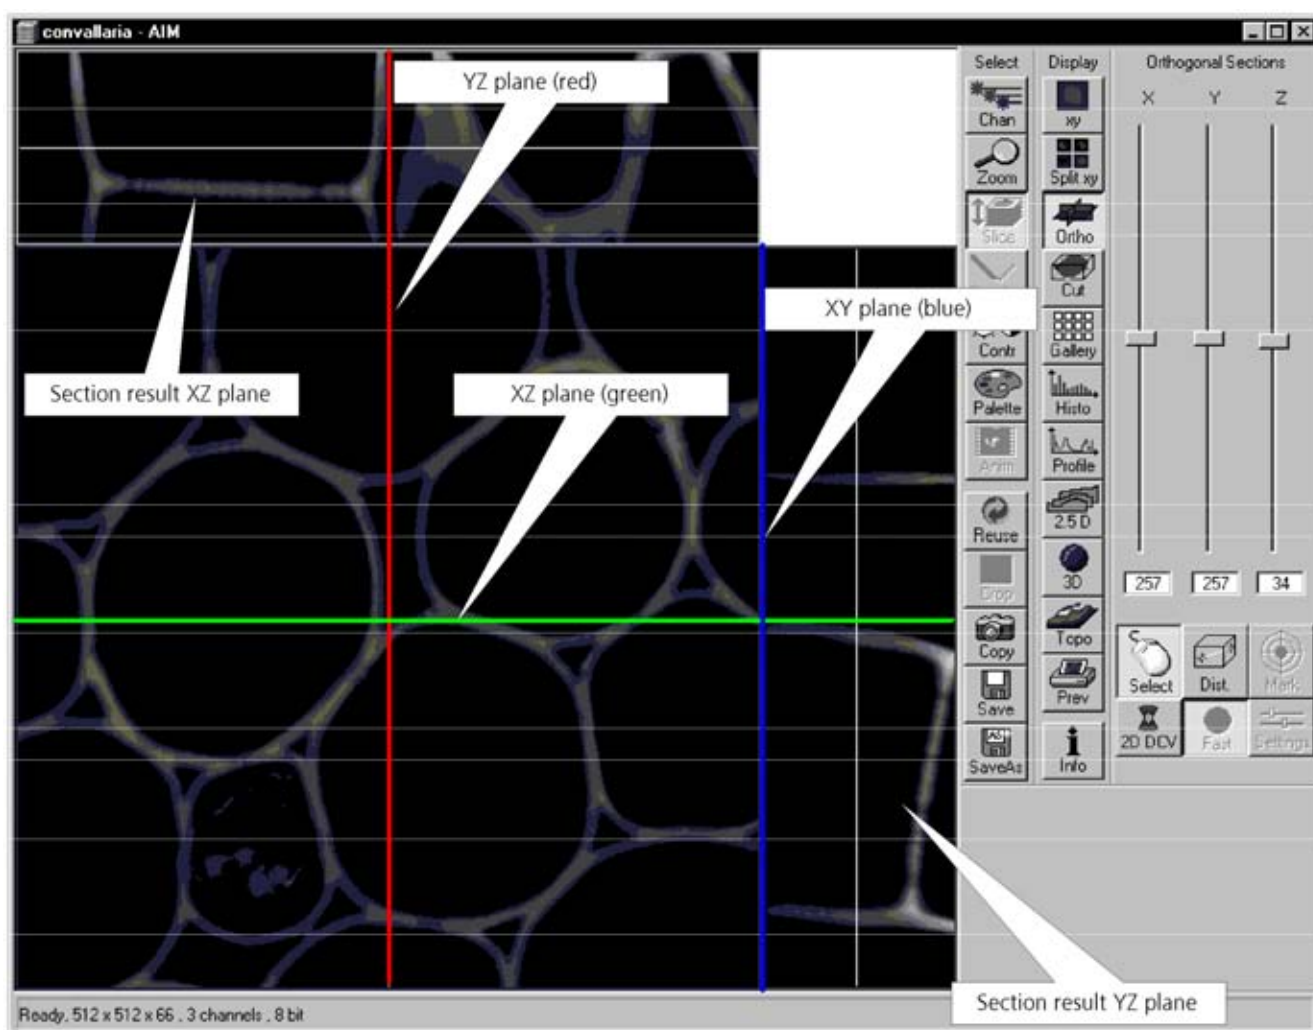 convallaria - AIM
YZ plane (red)
XY plane (blue)
Section result XZ plane
XZ plane (green)
Section result YZ plane
Select
Chan
Zoom
Slice
Contr
Palette
Anim
Reuse
Crop
Copy
Save
SaveAs
Display
xy
Split xy
Ortho
Cut
Gallery
Histo
Profile
2.5 D
3D
Topo
Prev
Info
Orthogonal Sections
X Y Z
257 257 34
Select Dist. Mark
2D DCV Fast Settings
Ready, 512 x 512 x 66 , 3 channels , 8 bit